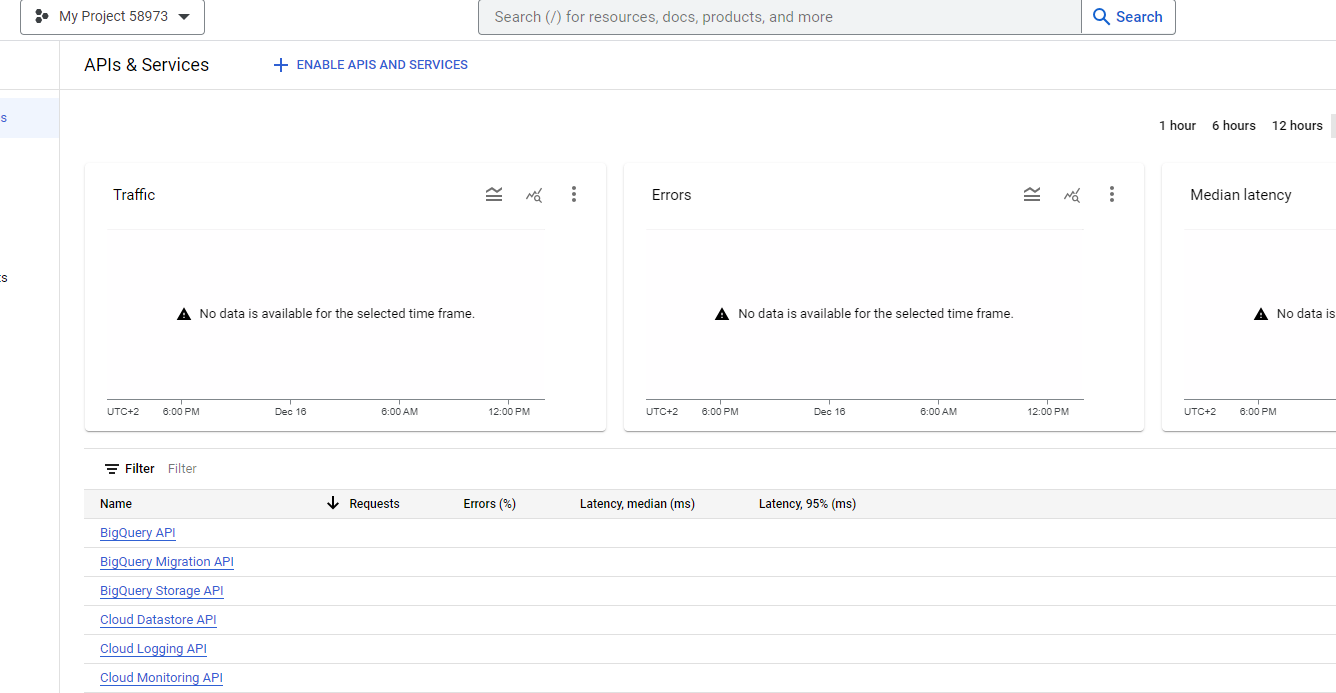 My Project 58973
Search (/) for resources, docs, products, and more
Search
APIs & Services
ENABLE APIS AND SERVICES
s
1 hour 6 hours 12 hours
Traffic
Errors
Median latency
ts
No data is available for the selected time frame.
No data is available for the selected time frame.
No data is
UTC+2 6:00 PM Dec 16 6:00 AM 12:00 PM
UTC+2 6:00 PM Dec 16 6:00 AM 12:00 PM
UTC+2 6:00 PM
Filter Filter
Name Requests Errors (%) Latency, median (ms) Latency, 95% (ms)
BigQuery API
BigQuery Migration API
BigQuery Storage API
Cloud Datastore API
Cloud Logging API
Cloud Monitoring API